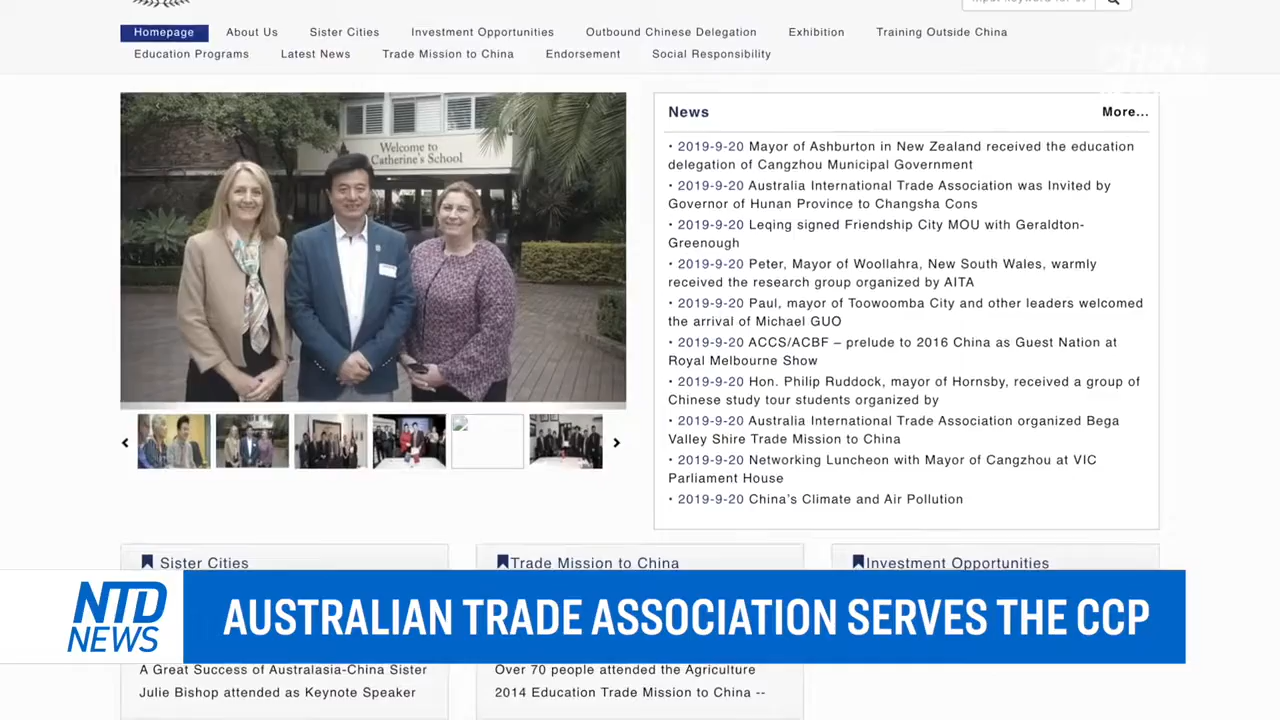 Homepage
About Us
Sister Cities
Investment Opportunities
Outbound Chinese Delegation
Exhibition
Training Outside China
Education Programs
Latest News
Trade Mission to China
Endorsement
Social Responsibility
Welcome to
Catherine's School
News
More...
• 2019-9-20 Mayor of Ashburton in New Zealand received the education
delegation of Cangzhou Municipal Government
• 2019-9-20 Australia International Trade Association was Invited by
Governor of Hunan Province to Changsha Cons
• 2019-9-20 Leqing signed Friendship City MOU with Geraldton-
Greenough
• 2019-9-20 Peter, Mayor of Woollahra, New South Wales, warmly
received the research group organized by AITA
• 2019-9-20 Paul, mayor of Toowoomba City and other leaders welcomed
the arrival of Michael GUO
• 2019-9-20 ACCS/ACBF – prelude to 2016 China as Guest Nation at
Royal Melbourne Show
• 2019-9-20 Hon. Philip Ruddock, mayor of Hornsby, received a group of
Chinese study tour students organized by
• 2019-9-20 Australia International Trade Association organized Bega
Valley Shire Trade Mission to China
• 2019-9-20 Networking Luncheon with Mayor of Cangzhou at VIC
Parliament House
• 2019-9-20 China's Climate and Air Pollution
Sister Cities
Trade Mission to China
Investment Opportunities
NTD
NEWS
AUSTRALIAN TRADE ASSOCIATION SERVES THE CCP
A Great Success of Australasia-China Sister
Julie Bishop attended as Keynote Speaker
Over 70 people attended the Agriculture
2014 Education Trade Mission to China --